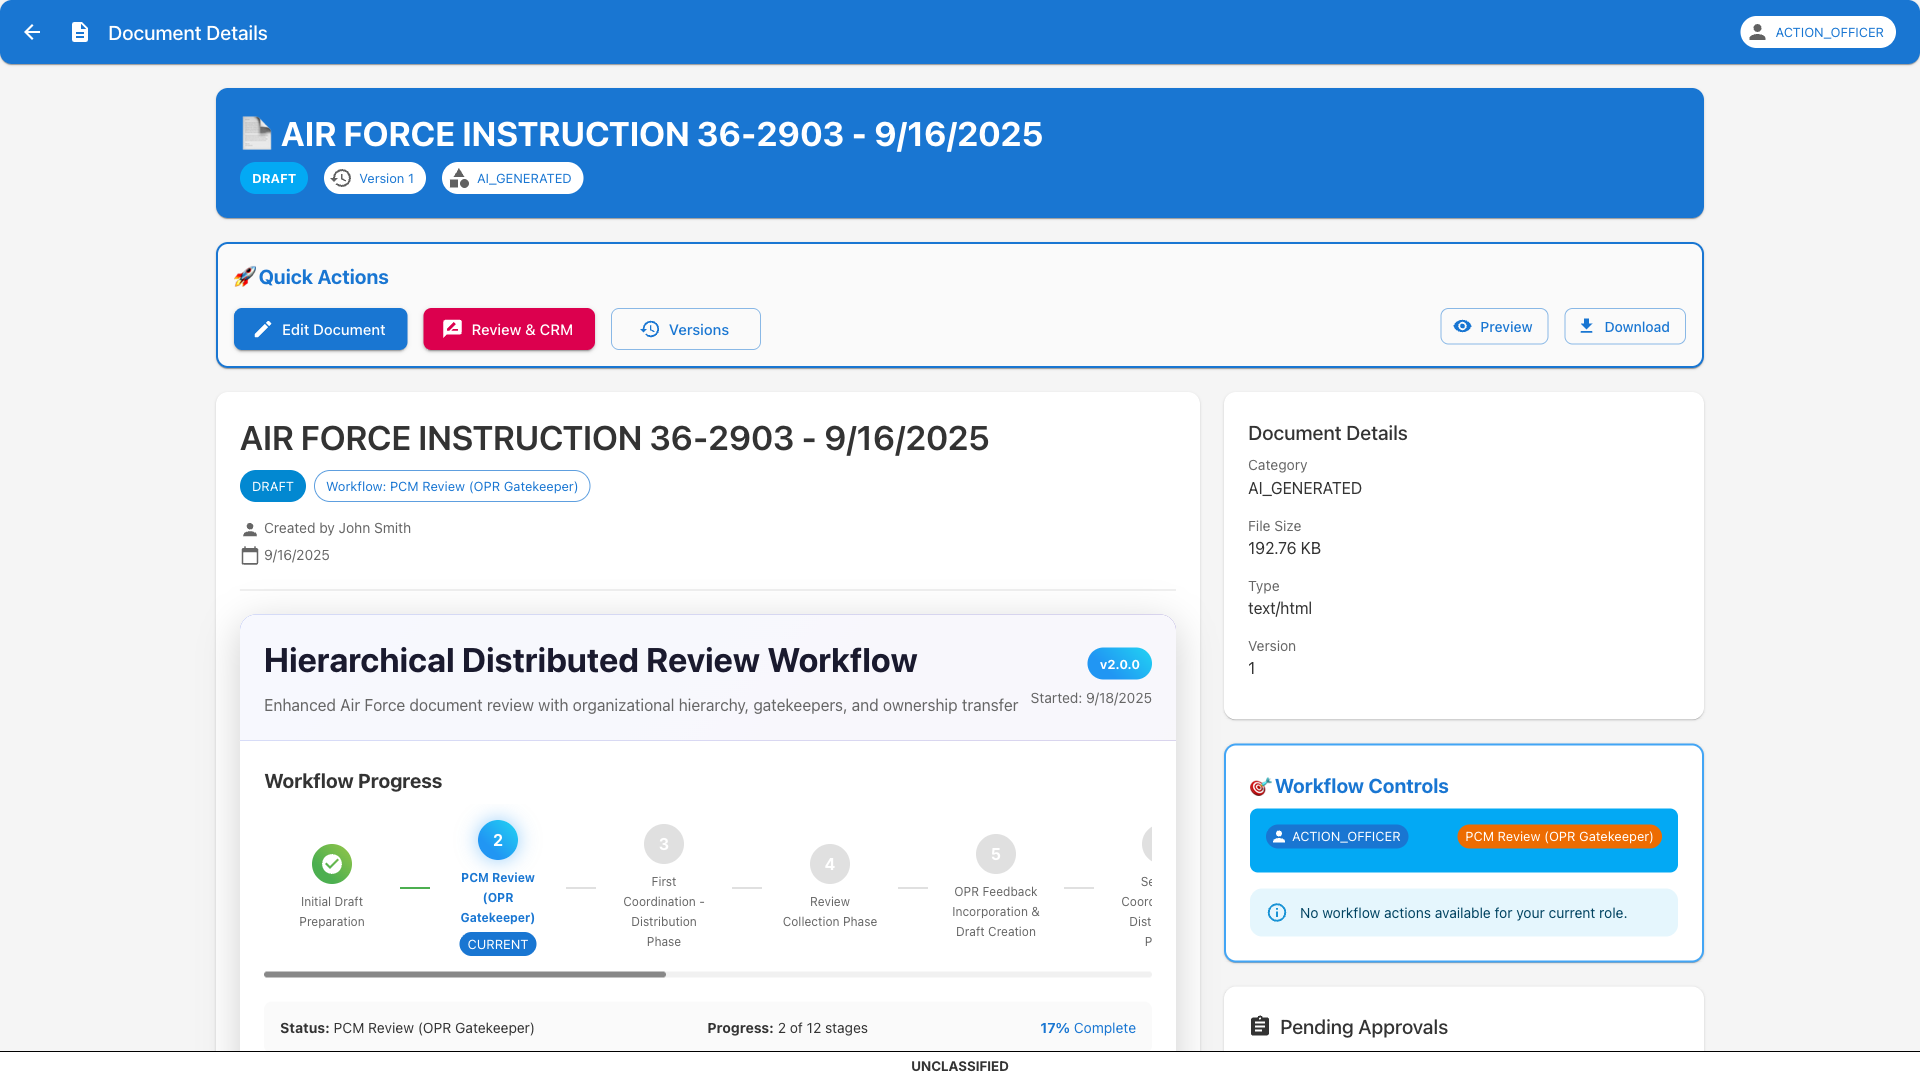 Document Details
ACTION_OFFICER
AIR FORCE INSTRUCTION 36-2903 - 9/16/2025
DRAFT
Version 1
AI_GENERATED
Quick Actions
Edit Document
Review & CRM
Versions
Preview
Download
AIR FORCE INSTRUCTION 36-2903 - 9/16/2025
DRAFT
Workflow: PCM Review (OPR Gatekeeper)
Created by John Smith
9/16/2025
Hierarchical Distributed Review Workflow
v2.0.0
Enhanced Air Force document review with organizational hierarchy, gatekeepers, and ownership transfer
Started: 9/18/2025
Workflow Progress
Initial Draft
Preparation
2
PCM Review
(OPR
Gatekeeper)
CURRENT
3
First
Coordination -
Distribution
Phase
4
Review
Collection Phase
5
OPR Feedback
Incorporation &
Draft Creation
Se
Coorc
Dist
P
Status: PCM Review (OPR Gatekeeper)
Progress: 2 of 12 stages
17% Complete
Document Details
Category
AI_GENERATED
File Size
192.76 KB
Type
text/html
Version
1
Workflow Controls
ACTION_OFFICER
PCM Review (OPR Gatekeeper)
No workflow actions available for your current role.
Pending Approvals
UNCLASSIFIED